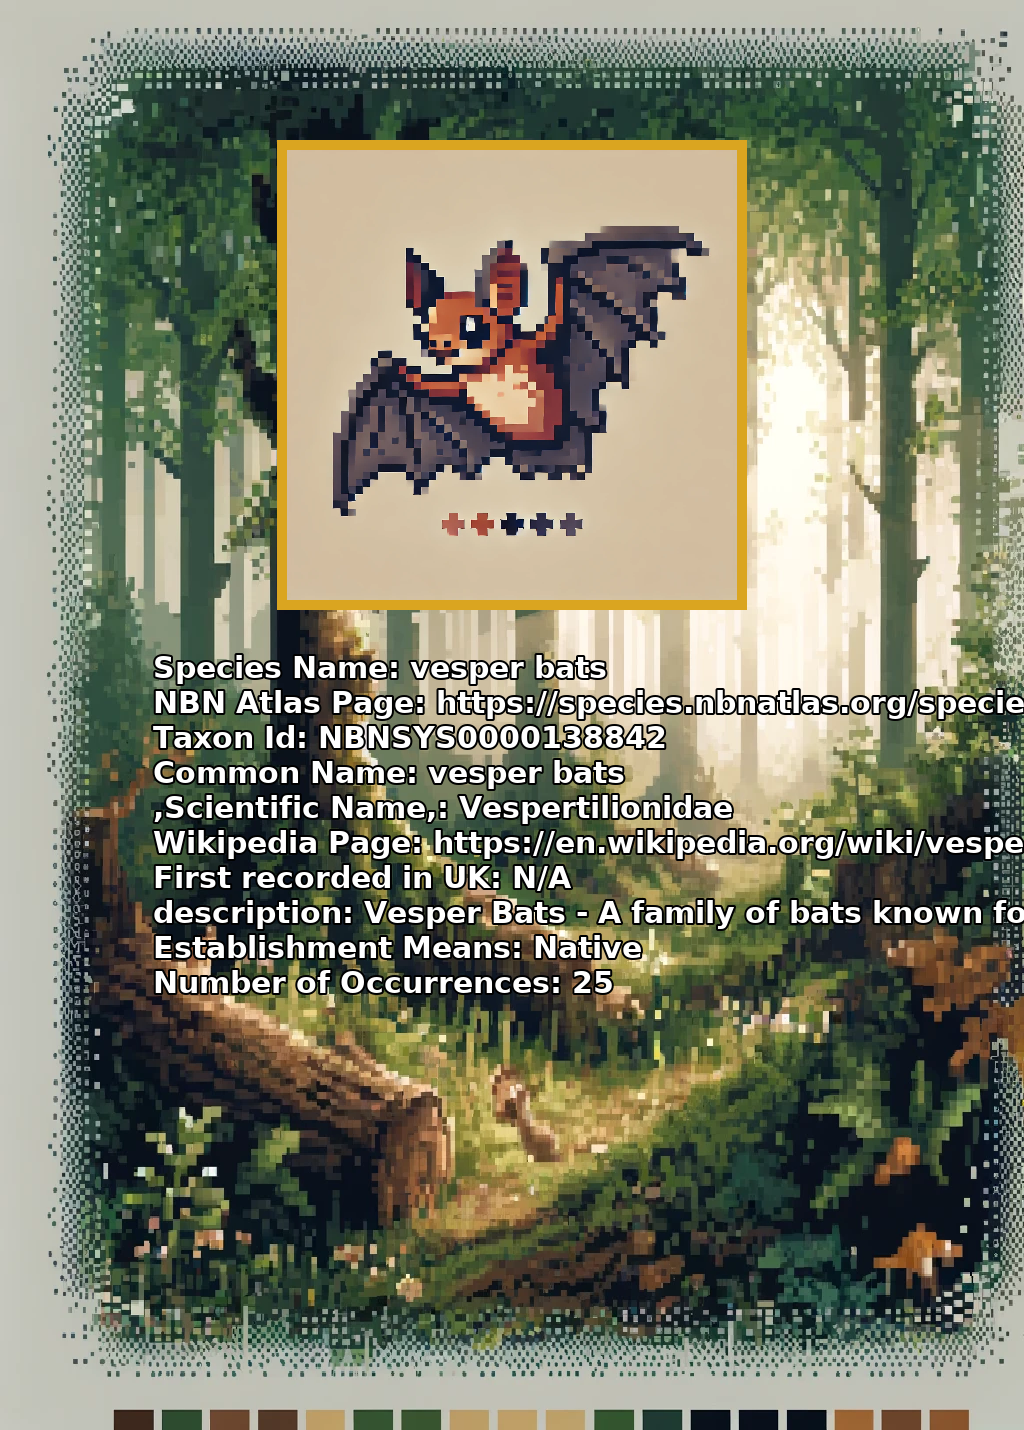 Species Name: vesper bats
NBN Atlas Page: https://species.nbnatlas.org/specie
Taxon Id: NBNSYS0000138842
Common Name: vesper bats
,Scientific Name,: Vespertilionidae
Wikipedia Page: https://en.wikipedia.org/wiki/vespe
First recorded in UK: N/A
description: Vesper Bats - A family of bats known fo
Establishment Means: Native
Number of Occurrences: 25